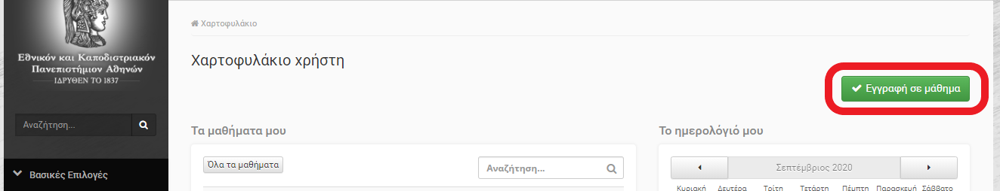 Εθνικόν και Καποδιστριακόν
Πανεπιστήμιον Αθηνών
ΙΔΡΥΘΕΝ ΤΟ 1837
Αναζήτηση...
Βασικές Επιλογές
Χαρτοφυλάκιο
Χαρτοφυλάκιο χρήστη
Εγγραφή σε μάθημα
Τα μαθήματα μου
Όλα τα μαθήματα
Αναζήτηση...
Το ημερολόγιό μου
Σεπτέμβριος 2020
Κυριακή Δευτέρα Τρίτη Τετάρτη Πέμπτη Παρασκευή Σάββατο